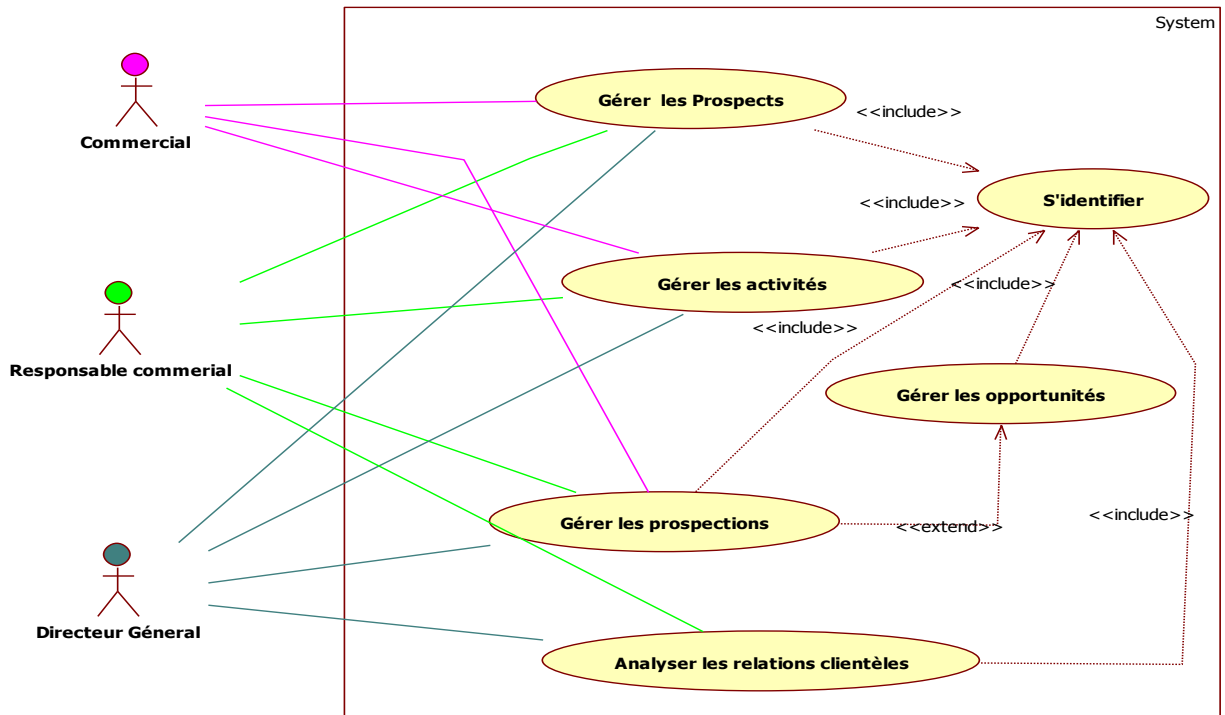 System
Commercial
Gérer les Prospects
<<include>>
S'identifier
<<include>>
Gérer les activités
<<include>>
Responsable commerial
<<include>>
Gérer les opportunités
Gérer les prospections
<<extend>>
<<include>>
Directeur Géneral
Analyser les relations clientèles